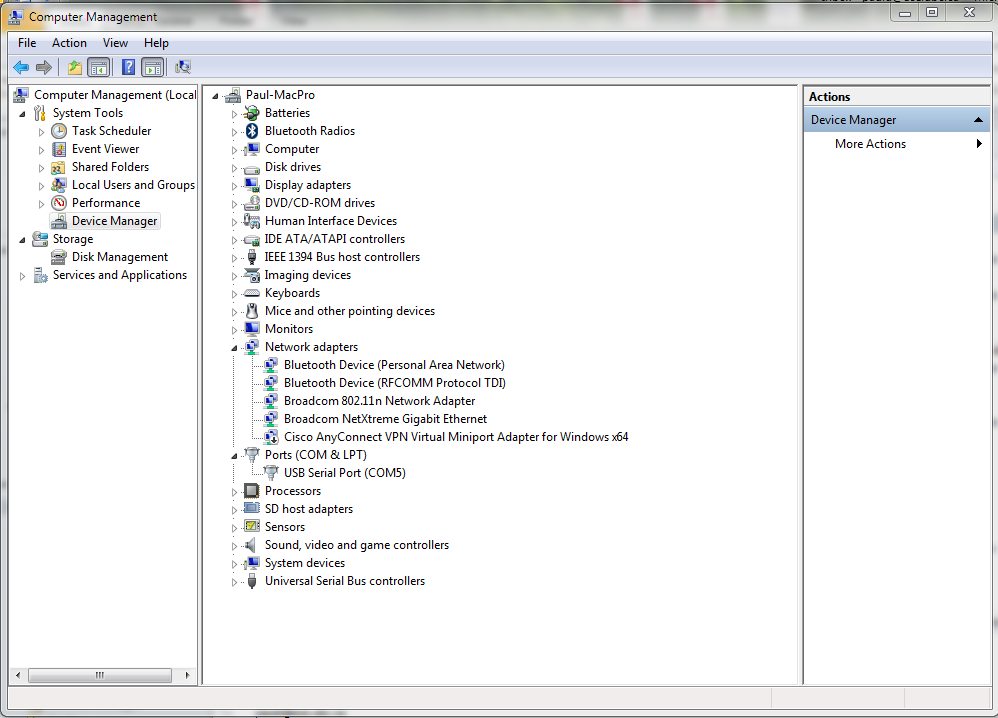 Computer Management
File Action View Help
Computer Management (Local
System Tools
Task Scheduler
Event Viewer
Shared Folders
Local Users and Groups
Performance
Device Manager
Storage
Disk Management
Services and Applications
Paul-MacPro
Batteries
Bluetooth Radios
Computer
Disk drives
Display adapters
DVD/CD-ROM drives
Human Interface Devices
IDE ATA/ATAPI controllers
IEEE 1394 Bus host controllers
Imaging devices
Keyboards
Mice and other pointing devices
Monitors
Network adapters
Bluetooth Device (Personal Area Network)
Bluetooth Device (RFCOMM Protocol TDI)
Broadcom 802.11n Network Adapter
Broadcom NetXtreme Gigabit Ethernet
Cisco AnyConnect VPN Virtual Miniport Adapter for Windows x64
Ports (COM & LPT)
USB Serial Port (COM5)
Processors
SD host adapters
Sensors
Sound, video and game controllers
System devices
Universal Serial Bus controllers
Actions
Device Manager
More Actions